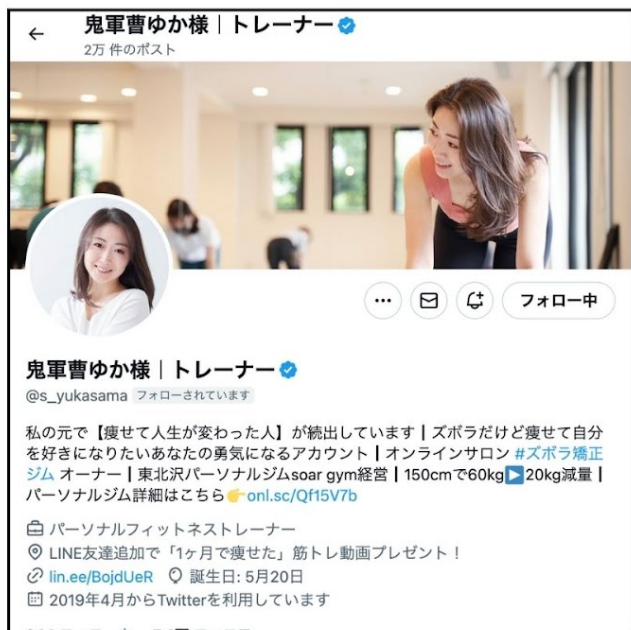 鬼軍曹ゆか様｜トレーナー
2万 件のポスト
フォロー中
鬼軍曹ゆか様｜トレーナー
@s_yukasama フォローされています
私の元で【痩せて人生が変わった人】が続出しています┃ズボラだけど痩せて自分
を好きになりたいあなたの勇気になるアカウント┃オンラインサロン #ズボラ矯正
ジム オーナー┃東北沢パーソナルジムsoar gym経営┃150cmで60kg▶20kg減量┃
パーソナルジム詳細はこちら👉onl.sc/Qf15V7b
パーソナルフィットネストレーナー
LINE友達追加で「1ヶ月で痩せた」筋トレ動画プレゼント！
lin.ee/BojdUeR 誕生日: 5月20日
2019年4月からTwitterを利用しています